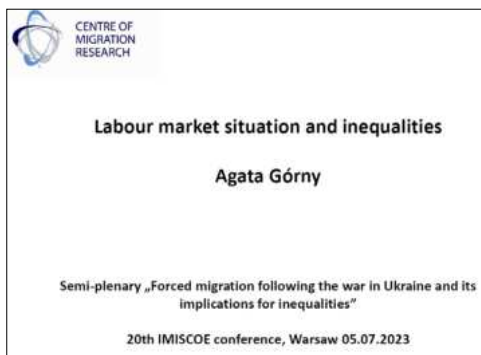 CENTRE OF
MIGRATION
RESEARCH
Labour market situation and inequalities
Agata Górny
Semi-plenary „Forced migration following the war in Ukraine and its
implications for inequalities”
20th IMISCOE conference, Warsaw 05.07.2023